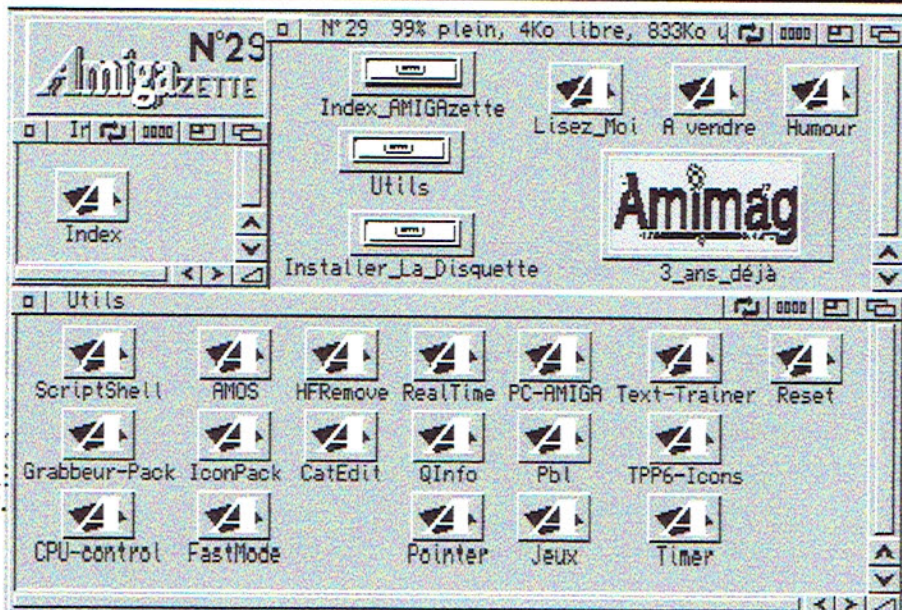 AmigaZETTE N°29
N°29 99% plein, 4Ko libre, 833Ko u
Index_AMIGAzette
Lisez_Moi A vendre Humour
Ir
Utils
Index
Amimag
Installer_La_Disquette
3_ans_déjà
Utils
ScriptShell AMOS HFRemove RealTime PC-AMIGA Text-Trainer Reset
Grabbeur-Pack IconPack CatEdit QInfo Pbl TPP6-Icons
CPU-control FastMode Pointer Jeux Timer